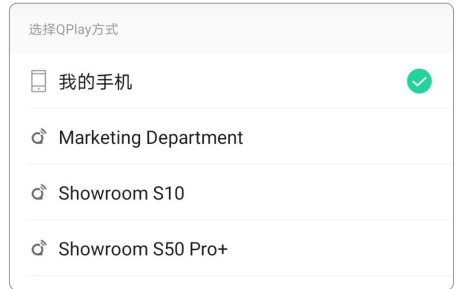 选择QPlay方式
我的手机
Marketing Department
Showroom S10
Showroom S50 Pro+